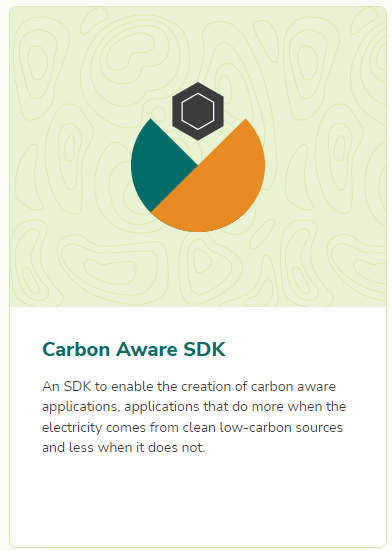 Carbon Aware SDK
An SDK to enable the creation of carbon aware
applications, applications that do more when the
electricity comes from clean low-carbon sources
and less when it does not.